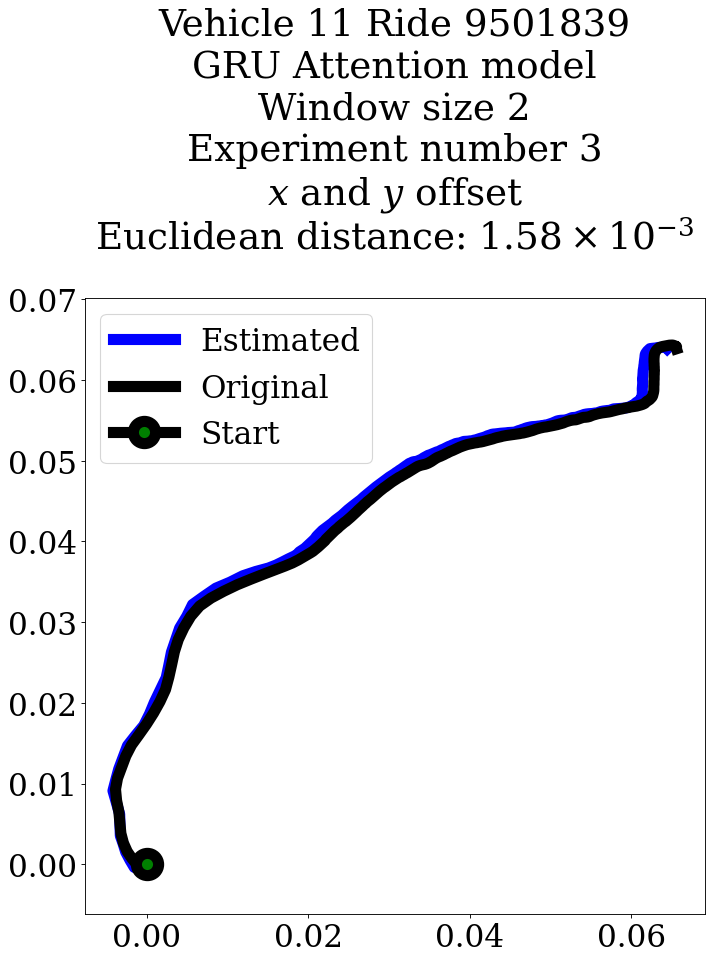 Vehicle 11 Ride 9501839
GRU Attention model
Window size 2
Experiment number 3
x and y offset
Euclidean distance: 1.58 × 10⁻³
0.07
0.06
0.05
0.04
0.03
0.02
0.01
0.00
Estimated
Original
Start
0.00 0.02 0.04 0.06